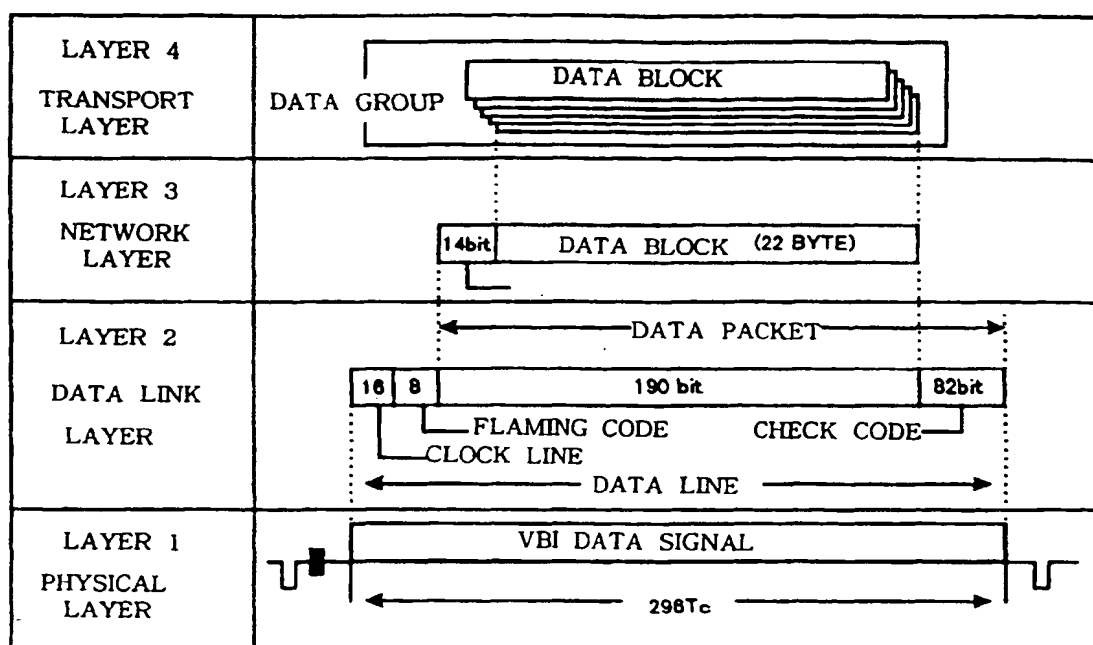 LAYER 4
TRANSPORT
LAYER
DATA GROUP
DATA BLOCK
LAYER 3
NETWORK
LAYER
14bit
DATA BLOCK (22 BYTE)
LAYER 2
DATA LINK
LAYER
DATA PACKET
16
8
190 bit
82bit
FLAMING CODE
CHECK CODE
CLOCK LINE
DATA LINE
LAYER 1
PHYSICAL
LAYER
VBI DATA SIGNAL
296Tc